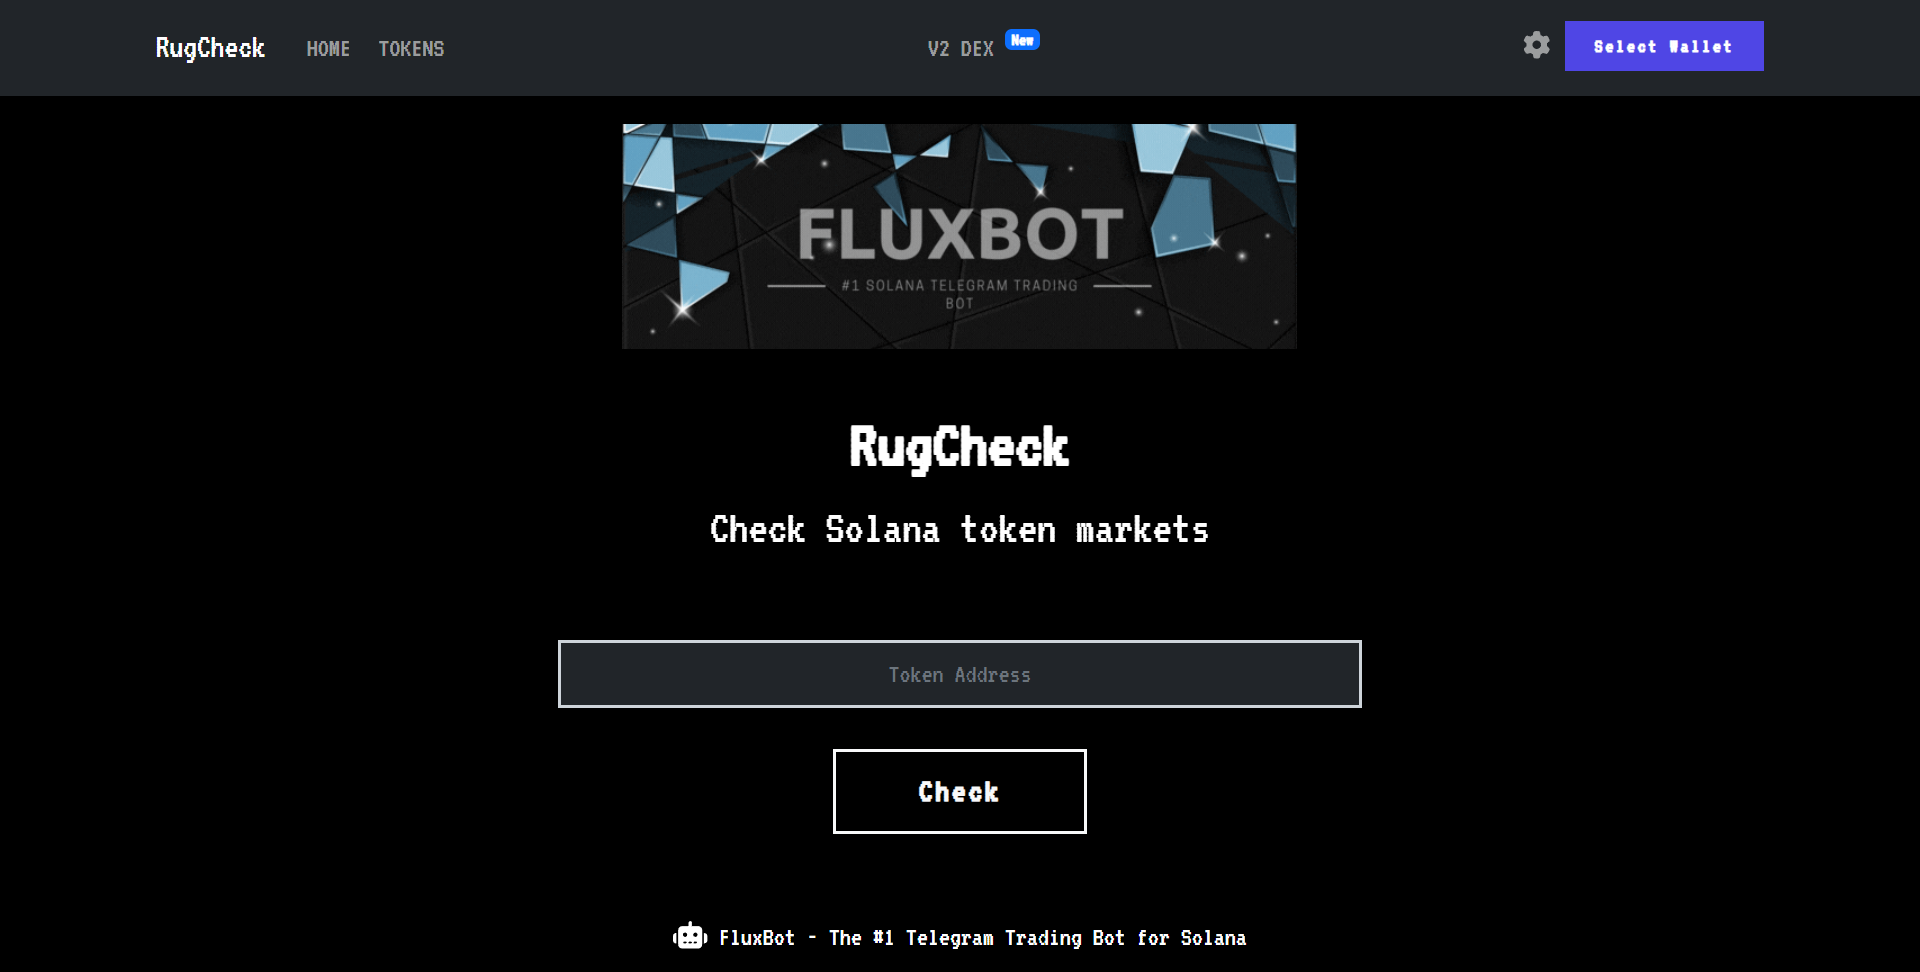 RugCheck
HOME
TOKENS
V2 DEX
New
Select Wallet
FLUXBOT
#1 SOLANA TELEGRAM TRADING
BOT
RugCheck
Check Solana token markets
Token Address
Check
FluxBot - The #1 Telegram Trading Bot for Solana